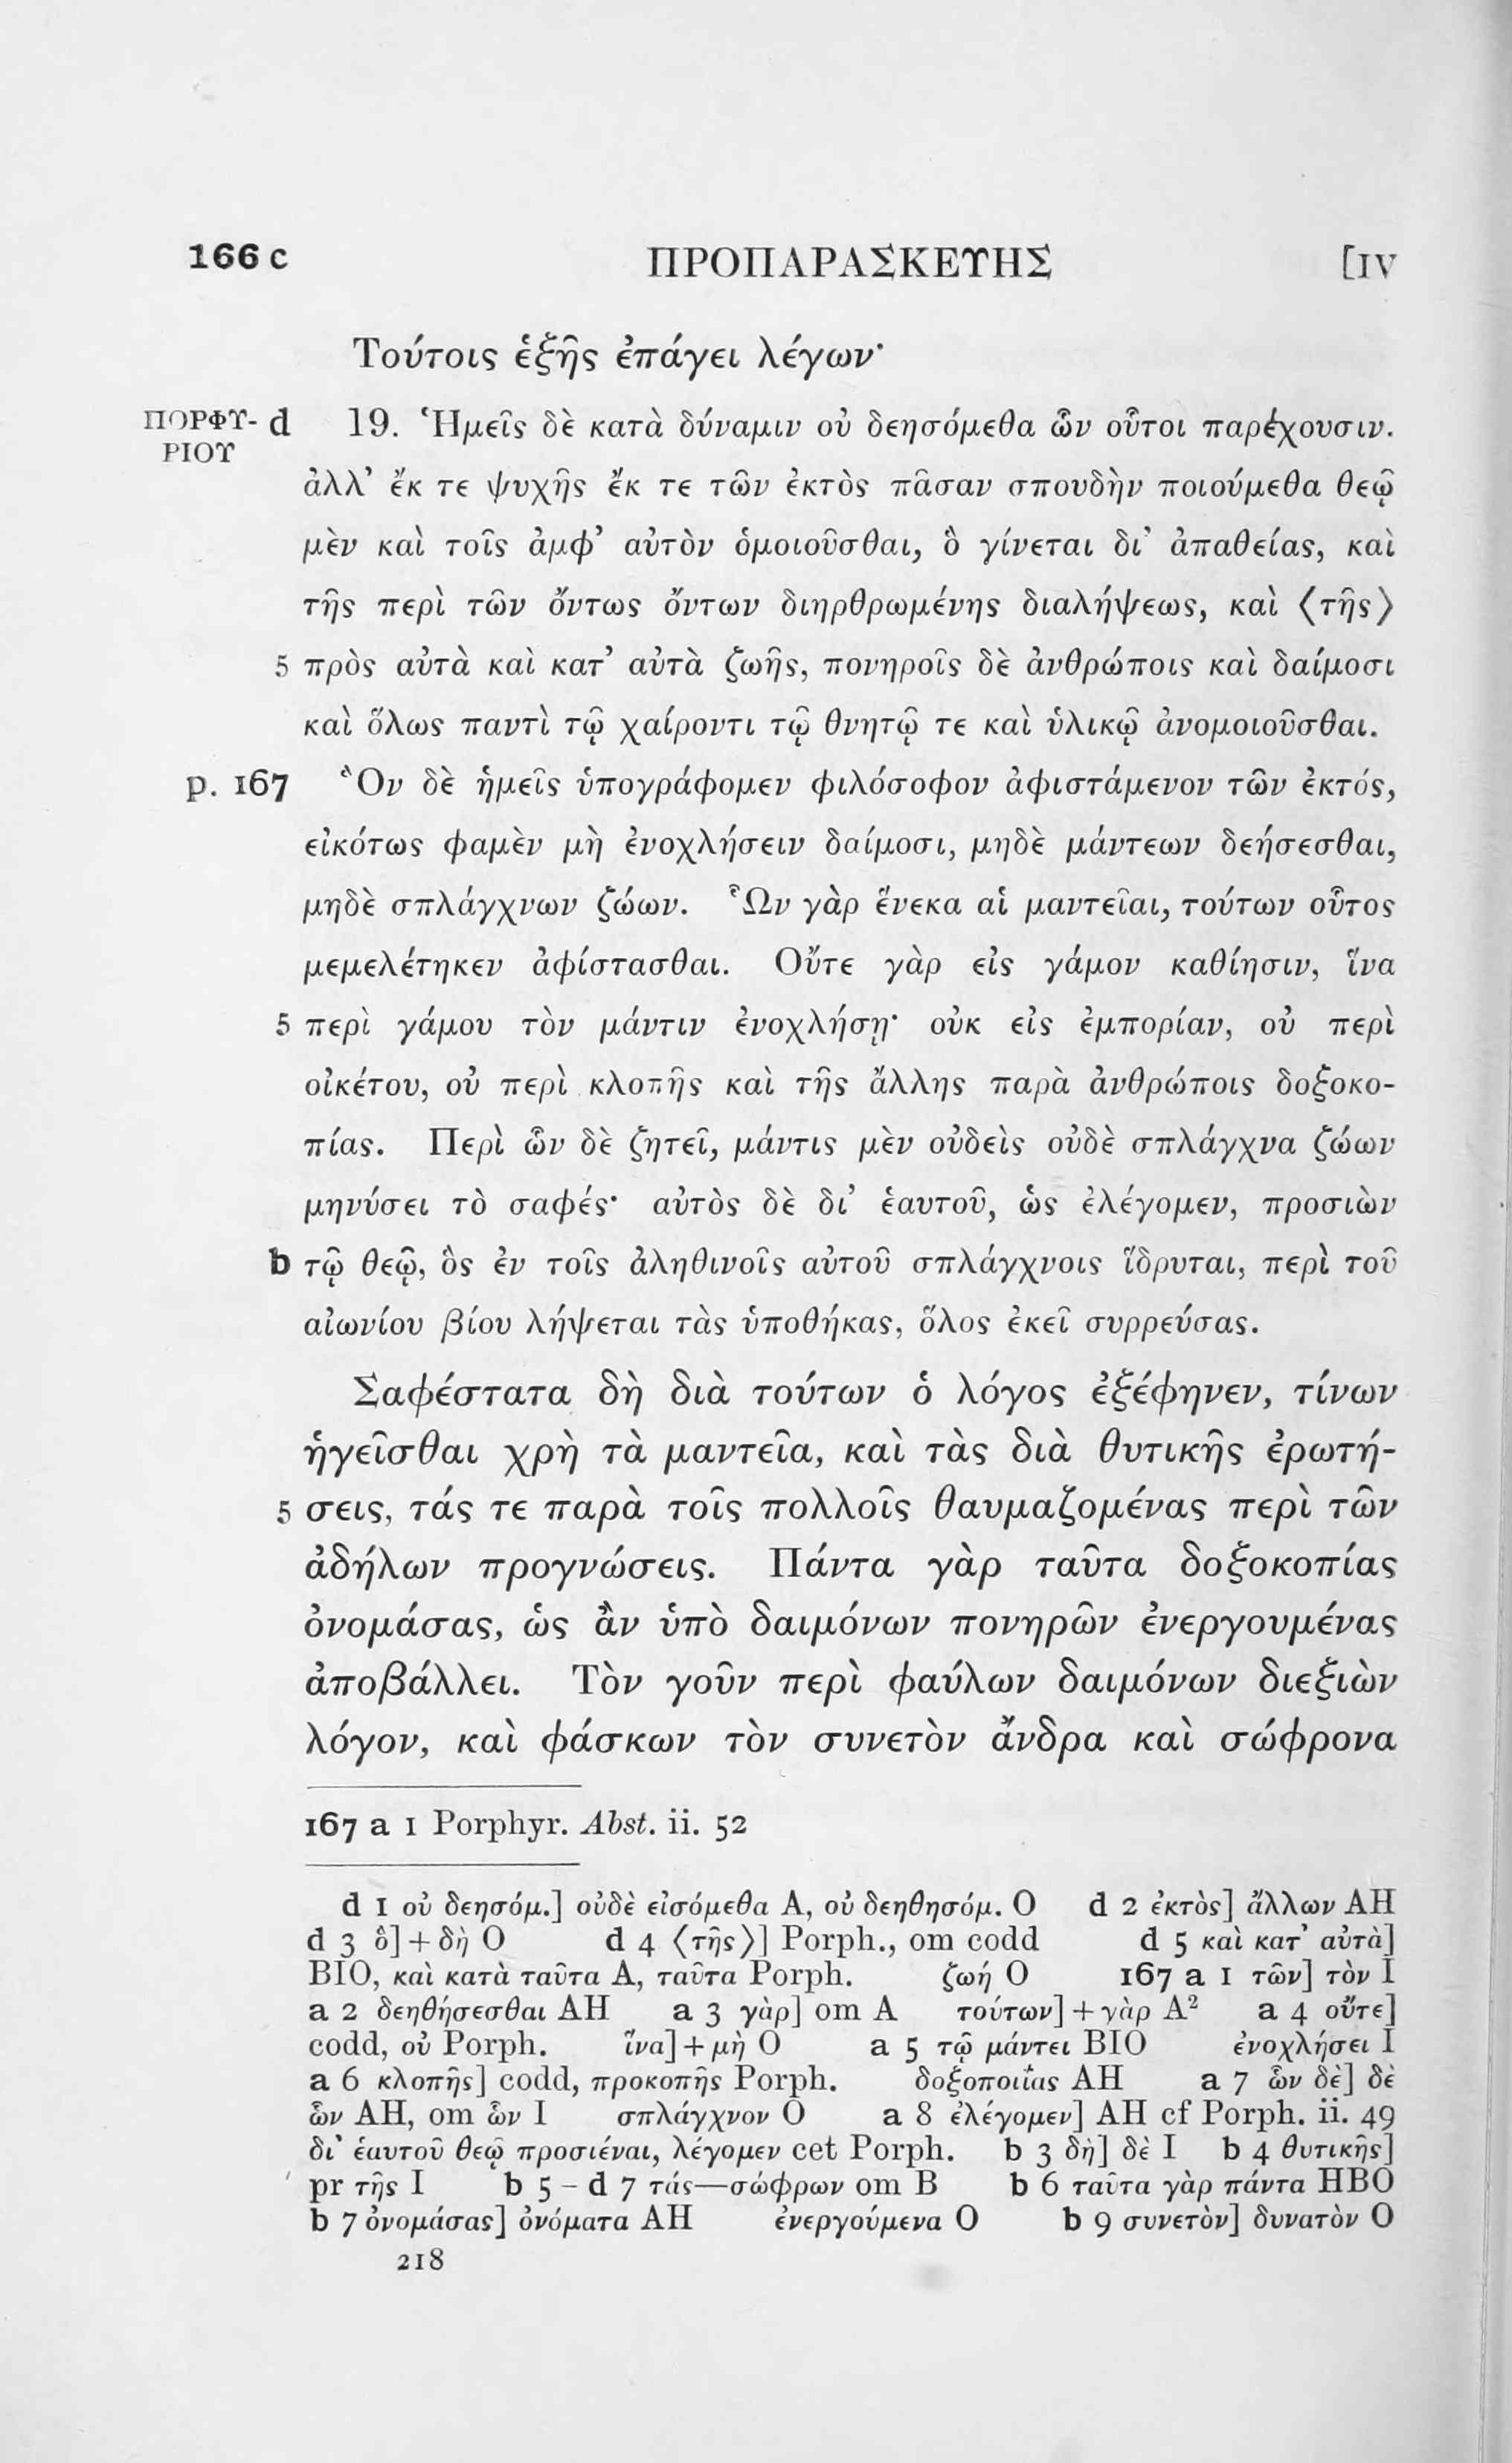 166 c ΠΡΟΠΑΡΑΣΚΕΥΗΣ [IV
Τούτοις ἑξῆς ἐπάγει λέγων·
ΠΟΡΦΥ- d 19. Ἡμεῖς δὲ κατὰ δύναμιν οὐ δεησόμεθα ὧν οὗτοι παρέχουσιν.
ΡΙΟΥ
ἀλλ’ ἔκ τε ψυχῆς ἔκ τε τῶν ἐκτὸς πᾶσαν σπουδὴν ποιούμεθα θεῷ
μὲν καὶ τοῖς ἀμφ’ αὐτὸν ὁμοιοῦσθαι, ὃ γίνεται δι’ ἀπαθείας, καὶ
τῆς περὶ τῶν ὄντως ὄντων διηρθρωμένης διαλήψεως, καὶ ⟨τῆς⟩
5 πρὸς αὐτὰ καὶ κατ’ αὐτὰ ζωῆς, πονηροῖς δὲ ἀνθρώποις καὶ δαίμοσι
καὶ ὅλως παντὶ τῷ χαίροντι τῷ θνητῷ τε καὶ ὑλικῷ ἀνομοιοῦσθαι.
p. 167 Ὃν δὲ ἡμεῖς ὑπογράφομεν φιλόσοφον ἀφιστάμενον τῶν ἐκτός,
εἰκότως φαμὲν μὴ ἐνοχλήσειν δαίμοσι, μηδὲ μάντεων δεήσεσθαι,
μηδὲ σπλάγχνων ζώων. Ὧν γὰρ ἕνεκα αἱ μαντεῖαι, τούτων οὗτος
μεμελέτηκεν ἀφίστασθαι. Οὔτε γὰρ εἰς γάμον καθίησιν, ἵνα
5 περὶ γάμου τὸν μάντιν ἐνοχλήσῃ· οὐκ εἰς ἐμπορίαν, οὐ περὶ
οἰκέτου, οὐ περὶ κλοπῆς καὶ τῆς ἄλλης παρὰ ἀνθρώποις δοξοκο-
πίας. Περὶ ὧν δὲ ζητεῖ, μάντις μὲν οὐδεὶς οὐδὲ σπλάγχνα ζώων
μηνύσει τὸ σαφές· αὐτὸς δὲ δι’ ἑαυτοῦ, ὡς ἐλέγομεν, προσιὼν
b τῷ θεῷ, ὃς ἐν τοῖς ἀληθινοῖς αὐτοῦ σπλάγχνοις ἵδρυται, περὶ τοῦ
αἰωνίου βίου λήψεται τὰς ὑποθήκας, ὅλος ἐκεῖ συρρεύσας.
Σαφέστατα δὴ διὰ τούτων ὁ λόγος ἐξέφηνεν, τίνων
ἡγεῖσθαι χρὴ τὰ μαντεῖα, καὶ τὰς διὰ θυτικῆς ἐρωτή-
5 σεις, τάς τε παρὰ τοῖς πολλοῖς θαυμαζομένας περὶ τῶν
ἀδήλων προγνώσεις. Πάντα γὰρ ταῦτα δοξοκοπίας
ὀνομάσας, ὡς ἂν ὑπὸ δαιμόνων πονηρῶν ἐνεργουμένας
ἀποβάλλει. Τὸν γοῦν περὶ φαύλων δαιμόνων διεξιὼν
λόγον, καὶ φάσκων τὸν συνετὸν ἄνδρα καὶ σώφρονα
167 a 1 Porphyr. Abst. ii. 52
d 1 οὐ δεησόμ.] οὐδὲ εἰσόμεθα A, οὐ δεηθησόμ. O d 2 ἐκτὸς] ἄλλων AH
d 3 ὃ] + δὴ O d 4 ⟨τῆς⟩] Porph., om codd d 5 καὶ κατ’ αὐτὰ]
BIO, καὶ κατὰ ταῦτα A, ταῦτα Porph. ζωή O 167 a 1 τῶν] τὸν I
a 2 δεηθήσεσθαι AH a 3 γὰρ] om A τούτων] + γὰρ A² a 4 οὔτε]
codd, οὐ Porph. ἵνα] + μὴ O a 5 τῷ μάντει BIO ἐνοχλήσει I
a 6 κλοπῆς] codd, προκοπῆς Porph. δοξοποιΐας AH a 7 ὧν δὲ] δὲ
ὧν AH, om ὧν I σπλάγχνον O a 8 ἐλέγομεν] AH cf Porph. ii. 49
δι’ ἑαυτοῦ θεῷ προσιέναι, λέγομεν cet Porph. b 3 δὴ] δὲ I b 4 θυτικῆς]
pr τῆς I b 5 – d 7 τάς—σώφρων om B b 6 ταῦτα γὰρ πάντα HBO
b 7 ὀνομάσας] ὀνόματα AH ἐνεργούμενα O b 9 συνετὸν] δυνατὸν O
218